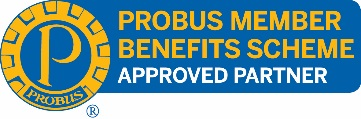 P
PROBUS
®
PROBUS MEMBER
BENEFITS SCHEME
APPROVED PARTNER